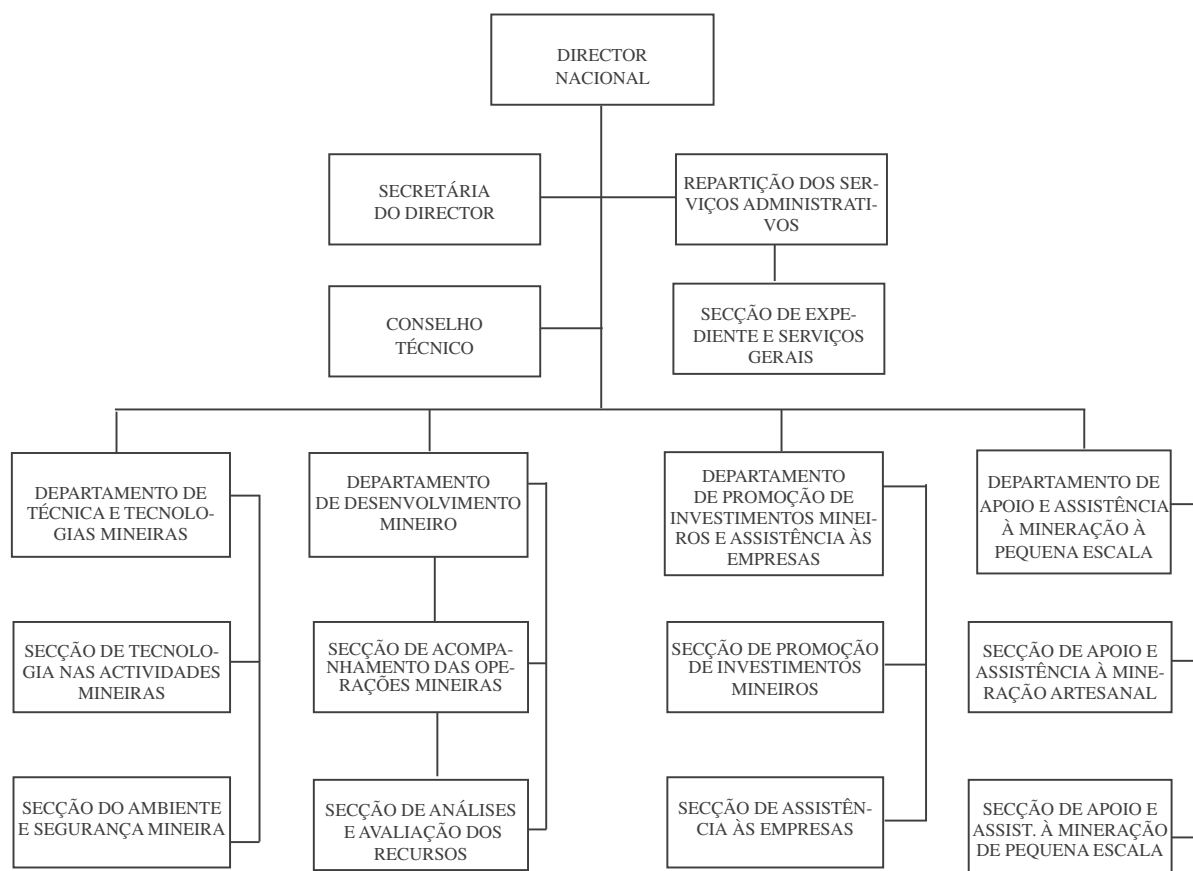 DIRECTOR
NACIONAL
SECRETÁRIA
DO DIRECTOR
REPARTIÇÃO DOS SER-
VIÇOS ADMINISTRATI-
VOS
CONSELHO
TÉCNICO
SECÇÃO DE EXPE-
DIENTE E SERVIÇOS
GERAIS
DEPARTAMENTO DE
TÉCNICA E TECNOLO-
GIAS MINEIRAS
DEPARTAMENTO
DE DESENVOLVIMENTO
MINEIRO
DEPARTAMENTO
DE PROMOÇÃO DE
INVESTIMENTOS MINEI-
ROS E ASSISTÊNCIA ÀS
EMPRESAS
DEPARTAMENTO DE
APOIO E ASSISTÊNCIA
À MINERAÇÃO À
PEQUENA ESCALA
SECÇÃO DE TECNOLO-
GIA NAS ACTIVIDADES
MINEIRAS
SECÇÃO DE ACOMPA-
NHAMENTO DAS OPE-
RAÇÕES MINEIRAS
SECÇÃO DE PROMOÇÃO
DE INVESTIMENTOS
MINEIROS
SECÇÃO DE APOIO E
ASSISTÊNCIA À MINE-
RAÇÃO ARTESANAL
SECÇÃO DO AMBIENTE
E SEGURANÇA MINEIRA
SECÇÃO DE ANÁLISES
E AVALIAÇÃO DOS
RECURSOS
SECÇÃO DE ASSISTÊN-
CIA ÀS EMPRESAS
SECÇÃO DE APOIO E
ASSIST. À MINERAÇÃO
DE PEQUENA ESCALA